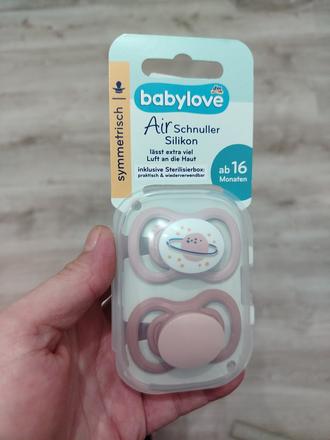 symmetrisch
dm
babylove
Air Schnuller
Silikon
lässt extra viel
Luft an die Haut
inklusive Sterilisierbox:
praktisch & wiederverwendbar
ab 16
Monaten